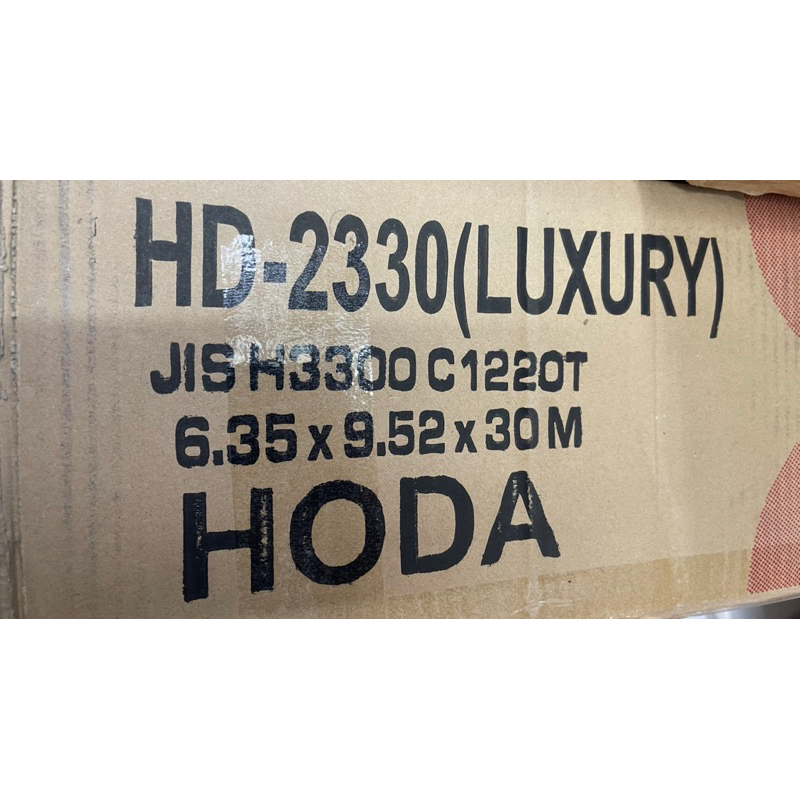 HD-2330(LUXURY)
JIS H3300 C1220T
6.35 x 9.52 x 30 M
HODA